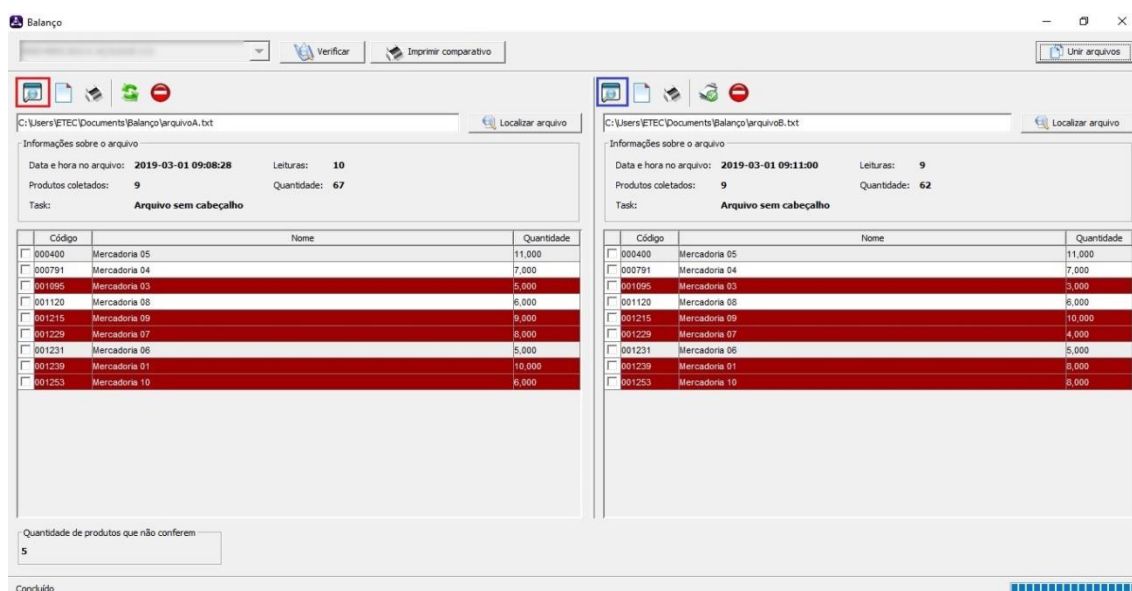 Balanço
Verificar
Imprimir comparativo
Unir arquivos
C:\Users\ETEC\Documents\Balanço\arquivoA.txt
Localizar arquivo
Informações sobre o arquivo
Data e hora no arquivo: 2019-03-01 09:08:28 Leituras: 10
Produtos coletados: 9 Quantidade: 67
Task: Arquivo sem cabeçalho
Código Nome Quantidade
000400 Mercadoria 05 11,000
000791 Mercadoria 04 7,000
001095 Mercadoria 03 5,000
001120 Mercadoria 08 6,000
001215 Mercadoria 09 9,000
001229 Mercadoria 07 8,000
001231 Mercadoria 06 5,000
001239 Mercadoria 01 10,000
001253 Mercadoria 10 6,000
C:\Users\ETEC\Documents\Balanço\arquivoB.txt
Localizar arquivo
Informações sobre o arquivo
Data e hora no arquivo: 2019-03-01 09:11:00 Leituras: 9
Produtos coletados: 9 Quantidade: 62
Task: Arquivo sem cabeçalho
Código Nome Quantidade
000400 Mercadoria 05 11,000
000791 Mercadoria 04 7,000
001095 Mercadoria 03 3,000
001120 Mercadoria 08 6,000
001215 Mercadoria 09 10,000
001229 Mercadoria 07 4,000
001231 Mercadoria 06 5,000
001239 Mercadoria 01 8,000
001253 Mercadoria 10 8,000
Quantidade de produtos que não conferem
5
Concluído